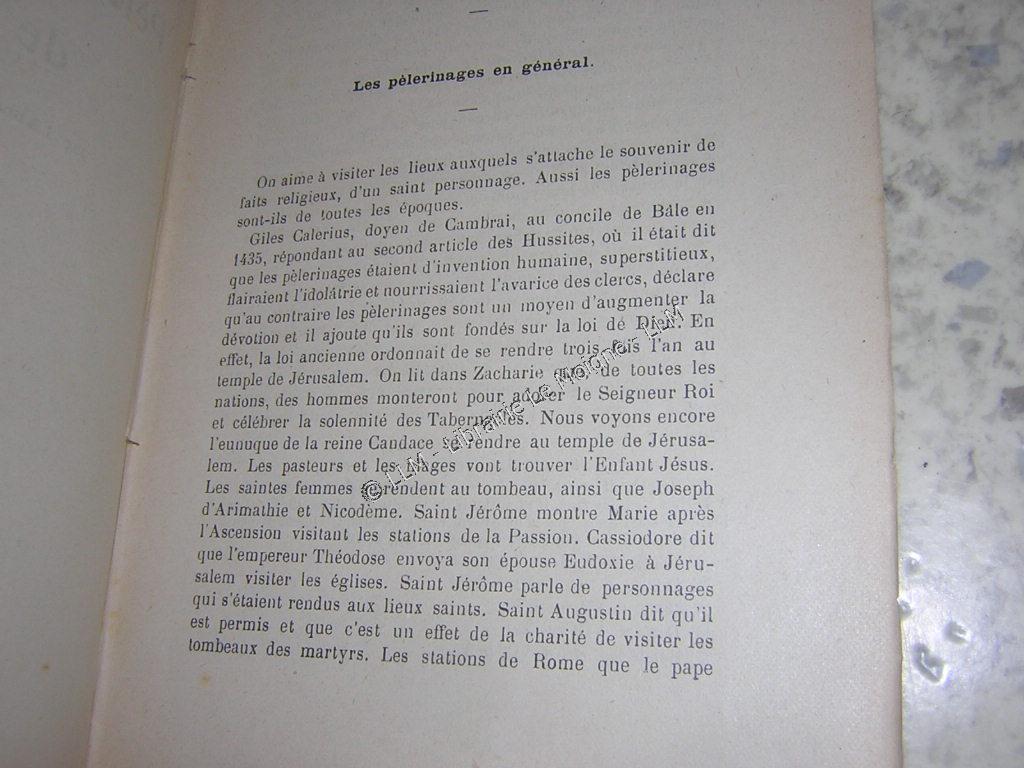 Les pèlerinages en général.
On aime à visiter les lieux auxquels s'attache le souvenir de
faits religieux, d'un saint personnage. Aussi les pèlerinages
sont-ils de toutes les époques.
Giles Calerius, doyen de Cambrai, au concile de Bâle en
1435, répondant au second article des Hussites, où il était dit
que les pèlerinages étaient d'invention humaine, superstitieux,
flairaient l'idolâtrie et nourrissaient l'avarice des clercs, déclare
qu'au contraire les pèlerinages sont un moyen d'augmenter la
dévotion et il ajoute qu'ils sont fondés sur la loi de Dieu. En
effet, la loi ancienne ordonnait de se rendre trois fois l'an au
temple de Jérusalem. On lit dans Zacharie que de toutes les
nations, des hommes monteront pour adorer le Seigneur Roi
et célébrer la solennité des Tabernacles. Nous voyons encore
l'eunuque de la reine Candace se rendre au temple de Jérusa-
lem. Les pasteurs et les Mages vont trouver l'Enfant Jésus.
Les saintes femmes se rendent au tombeau, ainsi que Joseph
d'Arimathie et Nicodème. Saint Jérôme montre Marie après
l'Ascension visitant les stations de la Passion. Cassiodore dit
que l'empereur Théodose envoya son épouse Eudoxie à Jéru-
salem visiter les églises. Saint Jérôme parle de personnages
qui s'étaient rendus aux lieux saints. Saint Augustin dit qu'il
est permis et que c'est un effet de la charité de visiter les
tombeaux des martyrs. Les stations de Rome que le pape
© LLM - Librairie Le Moigne - LLM